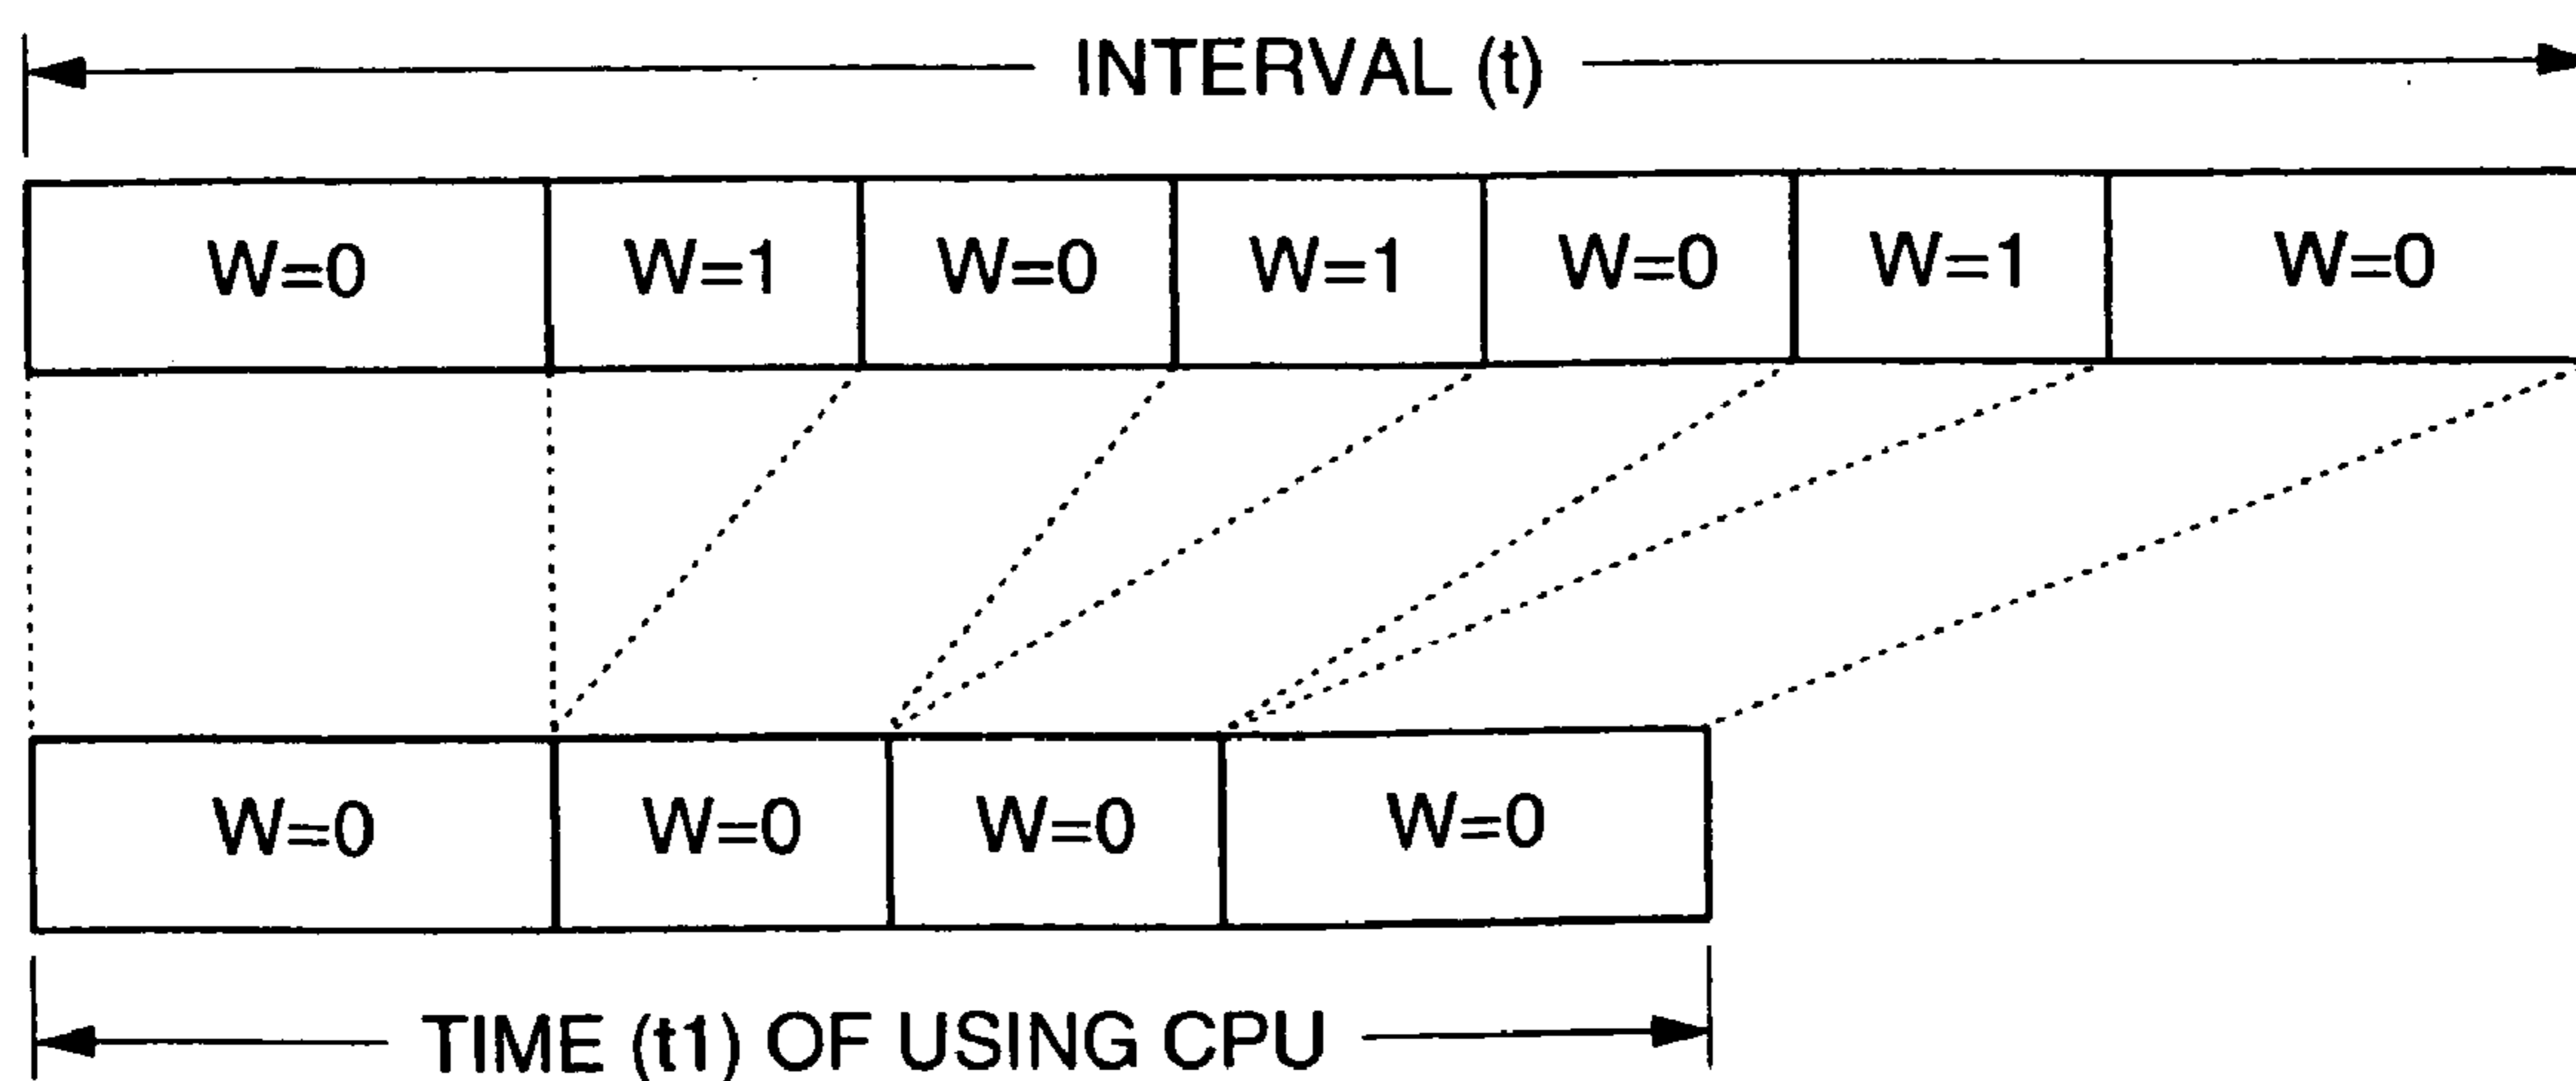 INTERVAL (t)
W=0 W=1 W=0 W=1 W=0 W=1 W=0
W=0 W=0 W=0 W=0
TIME (t1) OF USING CPU